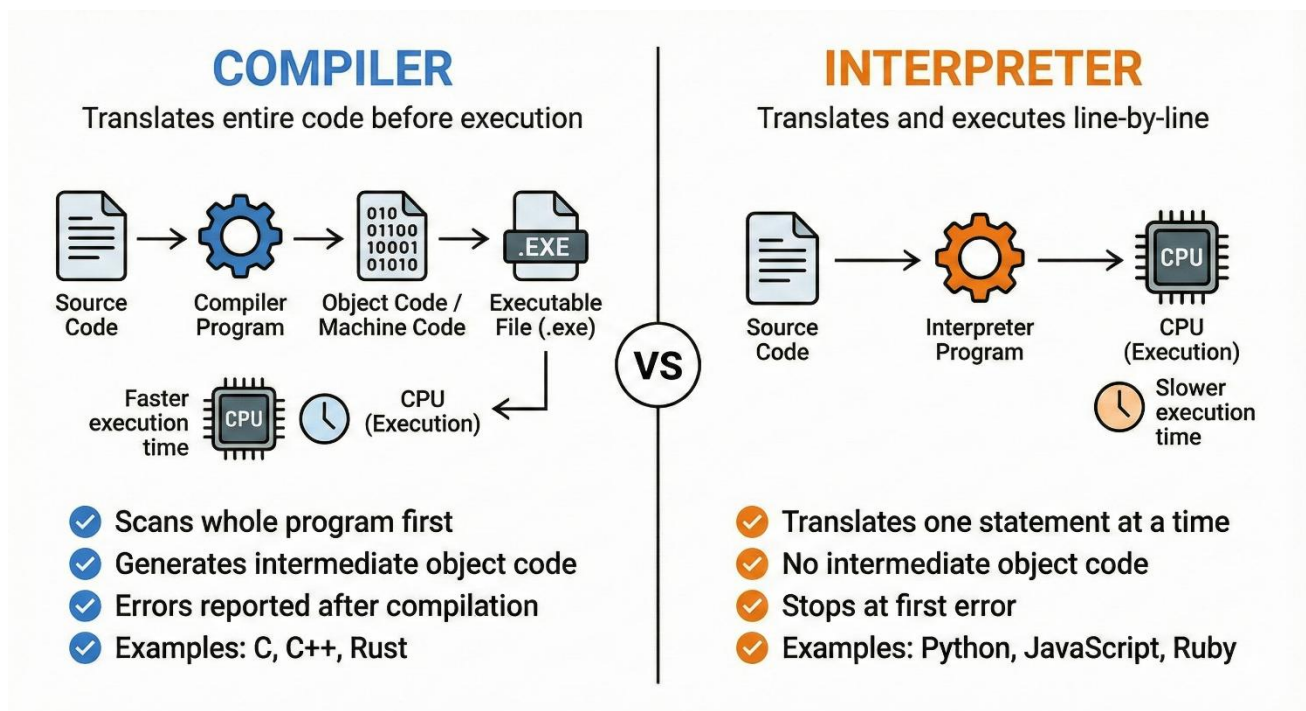 COMPILER
Translates entire code before execution
Source
Code
Compiler
Program
010
01100
10001
01010
Object Code /
Machine Code
.EXE
Executable
File (.exe)
Faster
execution
time
CPU
CPU
(Execution)
Scans whole program first
Generates intermediate object code
Errors reported after compilation
Examples: C, C++, Rust
VS
INTERPRETER
Translates and executes line-by-line
Source
Code
Interpreter
Program
CPU
CPU
(Execution)
Slower
execution
time
Translates one statement at a time
No intermediate object code
Stops at first error
Examples: Python, JavaScript, Ruby